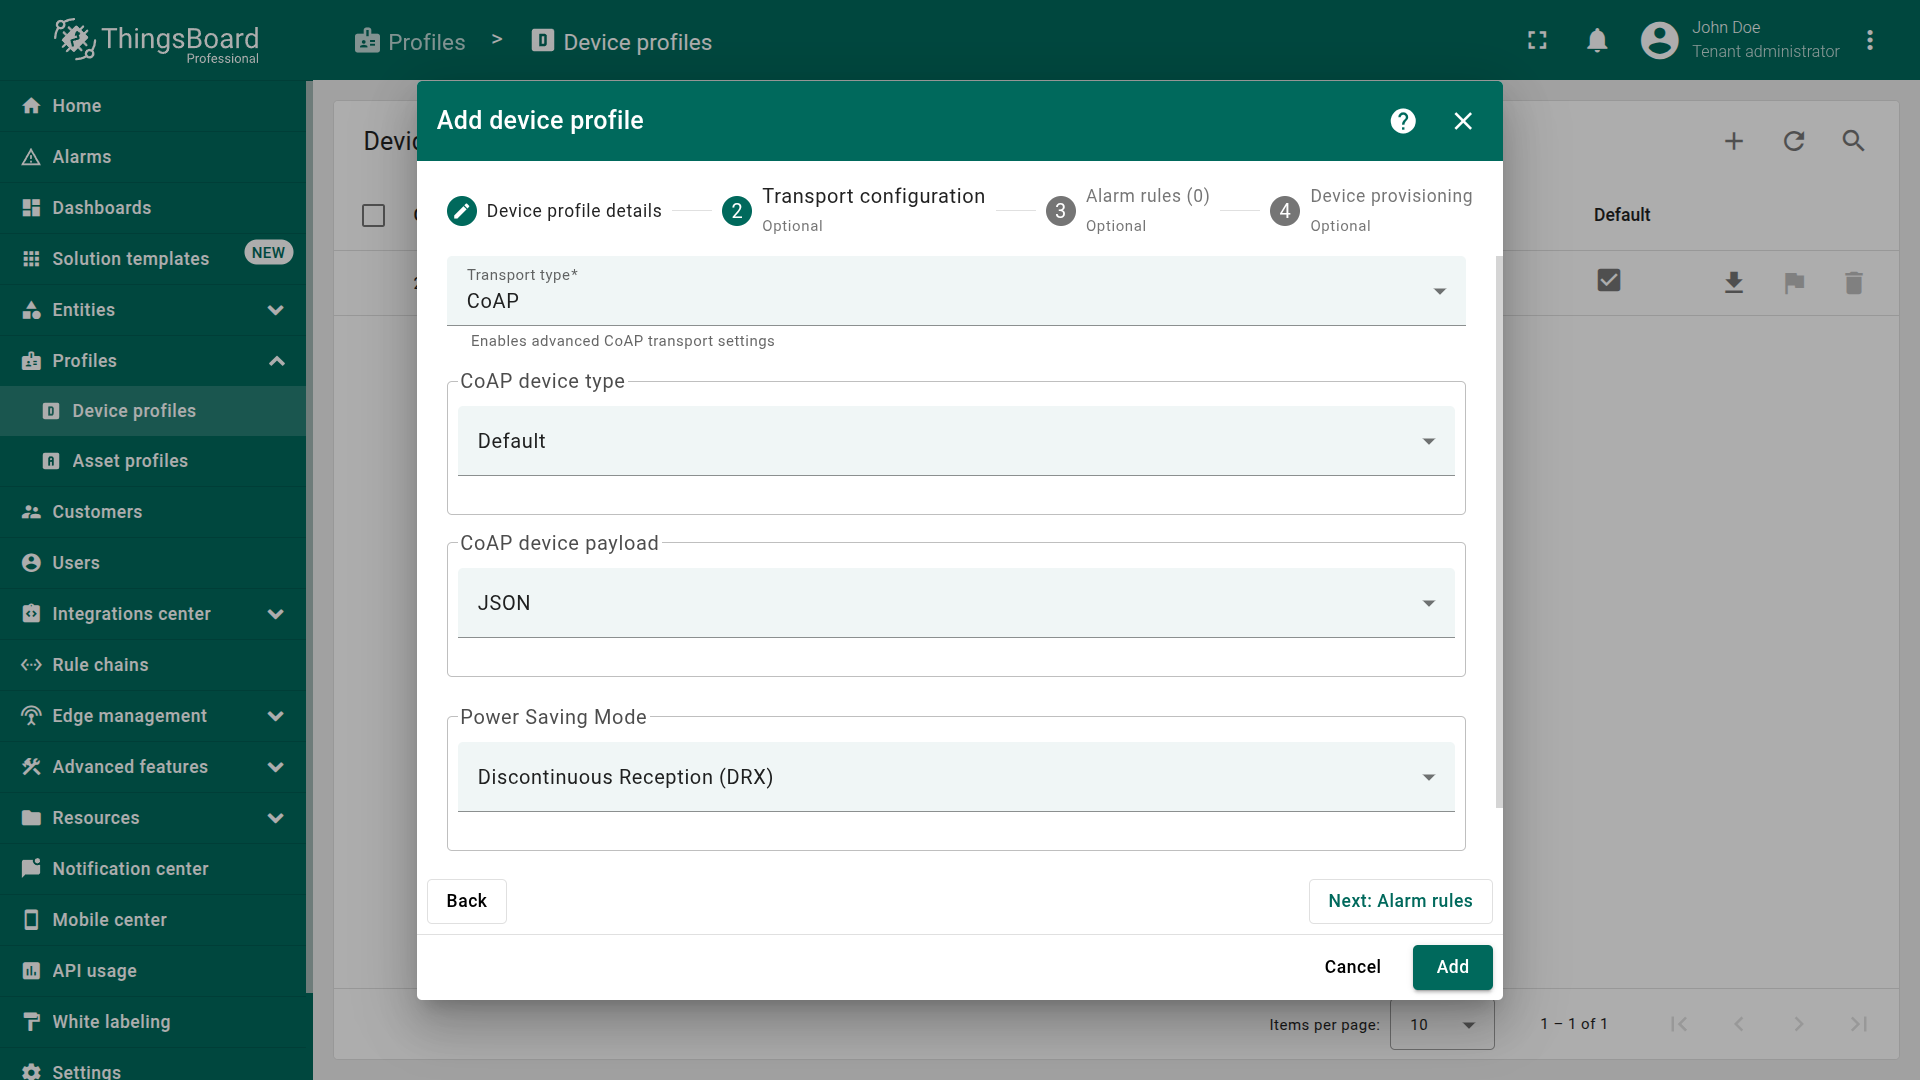 ThingsBoard
Professional
Profiles > Device profiles
John Doe
Tenant administrator
Home
Alarms
Dashboards
Solution templates NEW
Entities
Profiles
Device profiles
Asset profiles
Customers
Users
Integrations center
Rule chains
Edge management
Advanced features
Resources
Notification center
Mobile center
API usage
White labeling
Settings
Default
Add device profile
Device profile details
2 Transport configuration
Optional
3 Alarm rules (0)
Optional
4 Device provisioning
Optional
Transport type*
CoAP
Enables advanced CoAP transport settings
CoAP device type
Default
CoAP device payload
JSON
Power Saving Mode
Discontinuous Reception (DRX)
Back
Next: Alarm rules
Cancel
Add
Items per page: 10 1 – 1 of 1